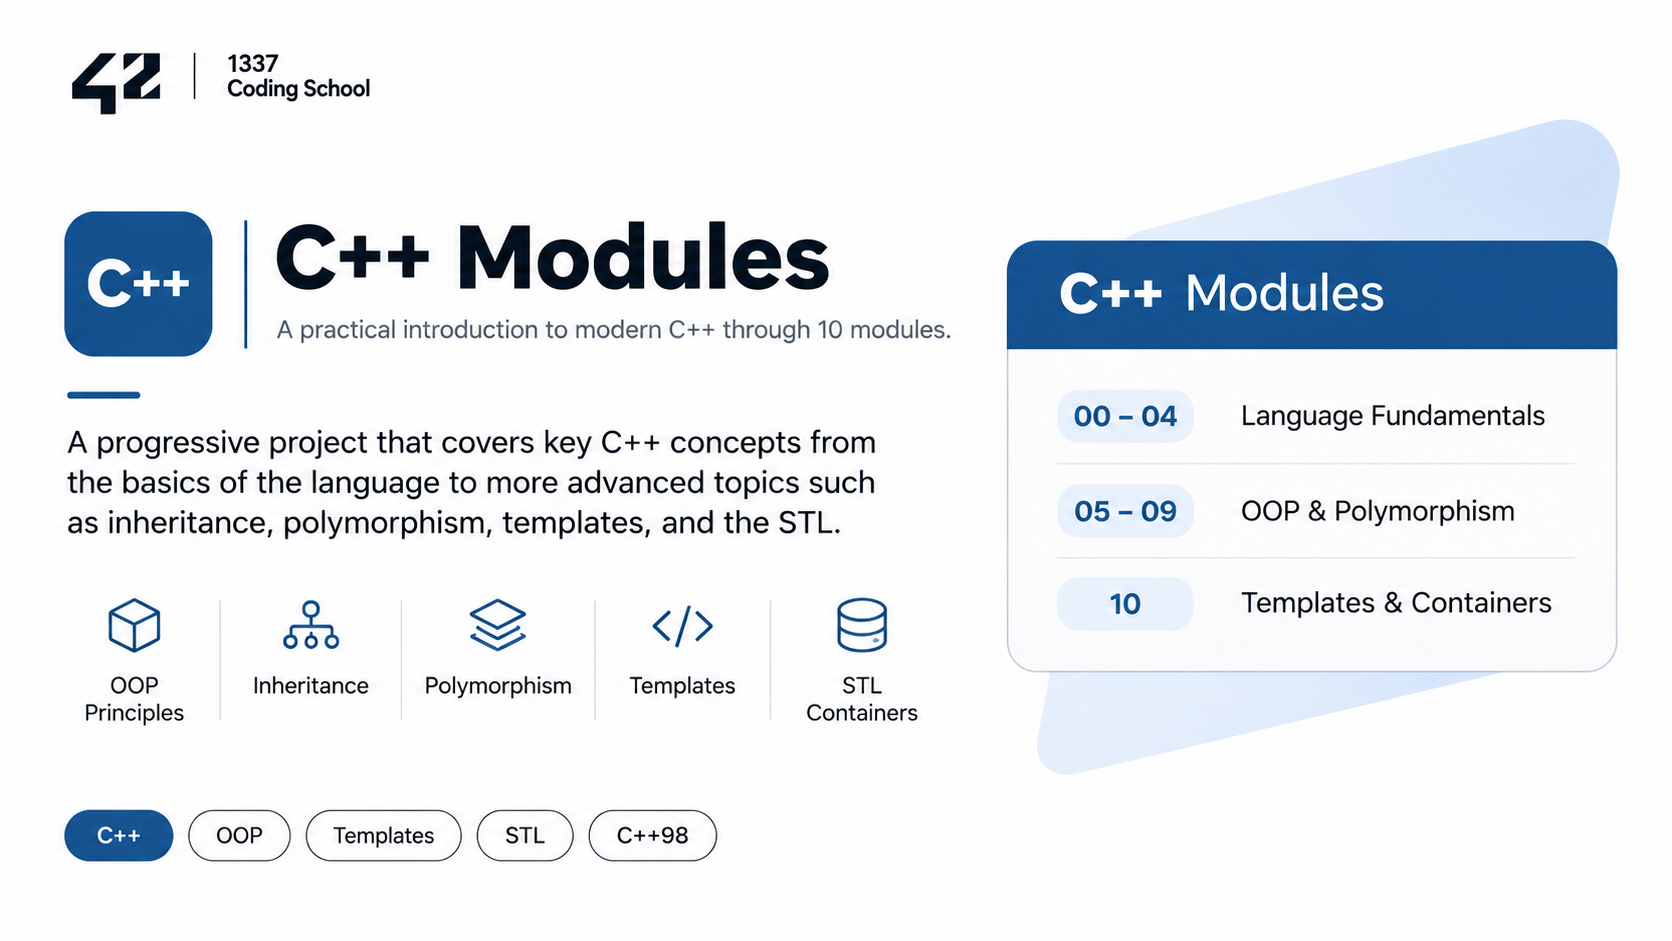 42
1337
Coding School
C++
C++ Modules
A practical introduction to modern C++ through 10 modules.
A progressive project that covers key C++ concepts from
the basics of the language to more advanced topics such
as inheritance, polymorphism, templates, and the STL.
OOP
Principles
Inheritance
Polymorphism
</>
Templates
STL
Containers
C++
OOP
Templates
STL
C++98
C++ Modules
00 – 04 Language Fundamentals
05 – 09 OOP & Polymorphism
10 Templates & Containers